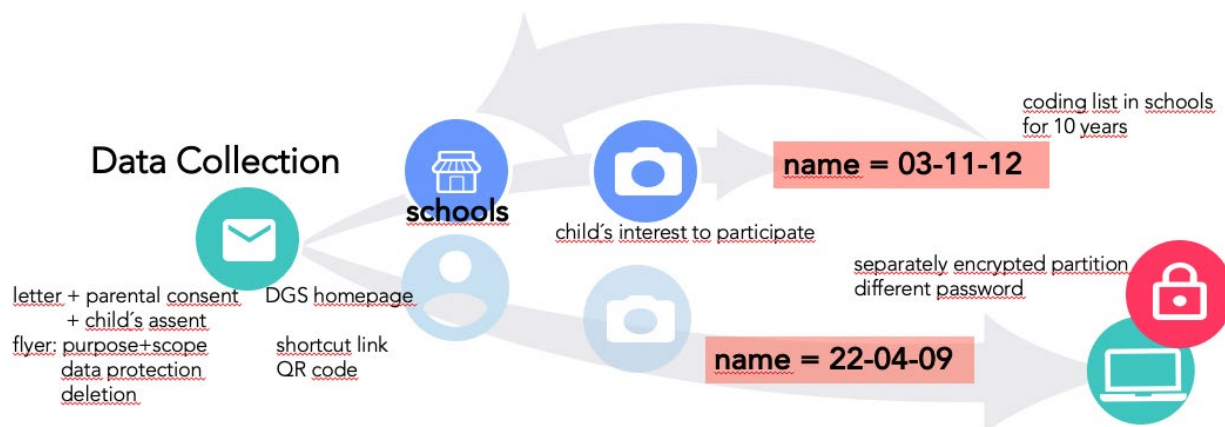 Data Collection
letter + parental consent
+ child´s assent
flyer: purpose+scope
data protection
deletion
DGS homepage
shortcut link
QR code
schools
child´s interest to participate
name = 03-11-12
coding list in schools
for 10 years
name = 22-04-09
separately encrypted partition
different password